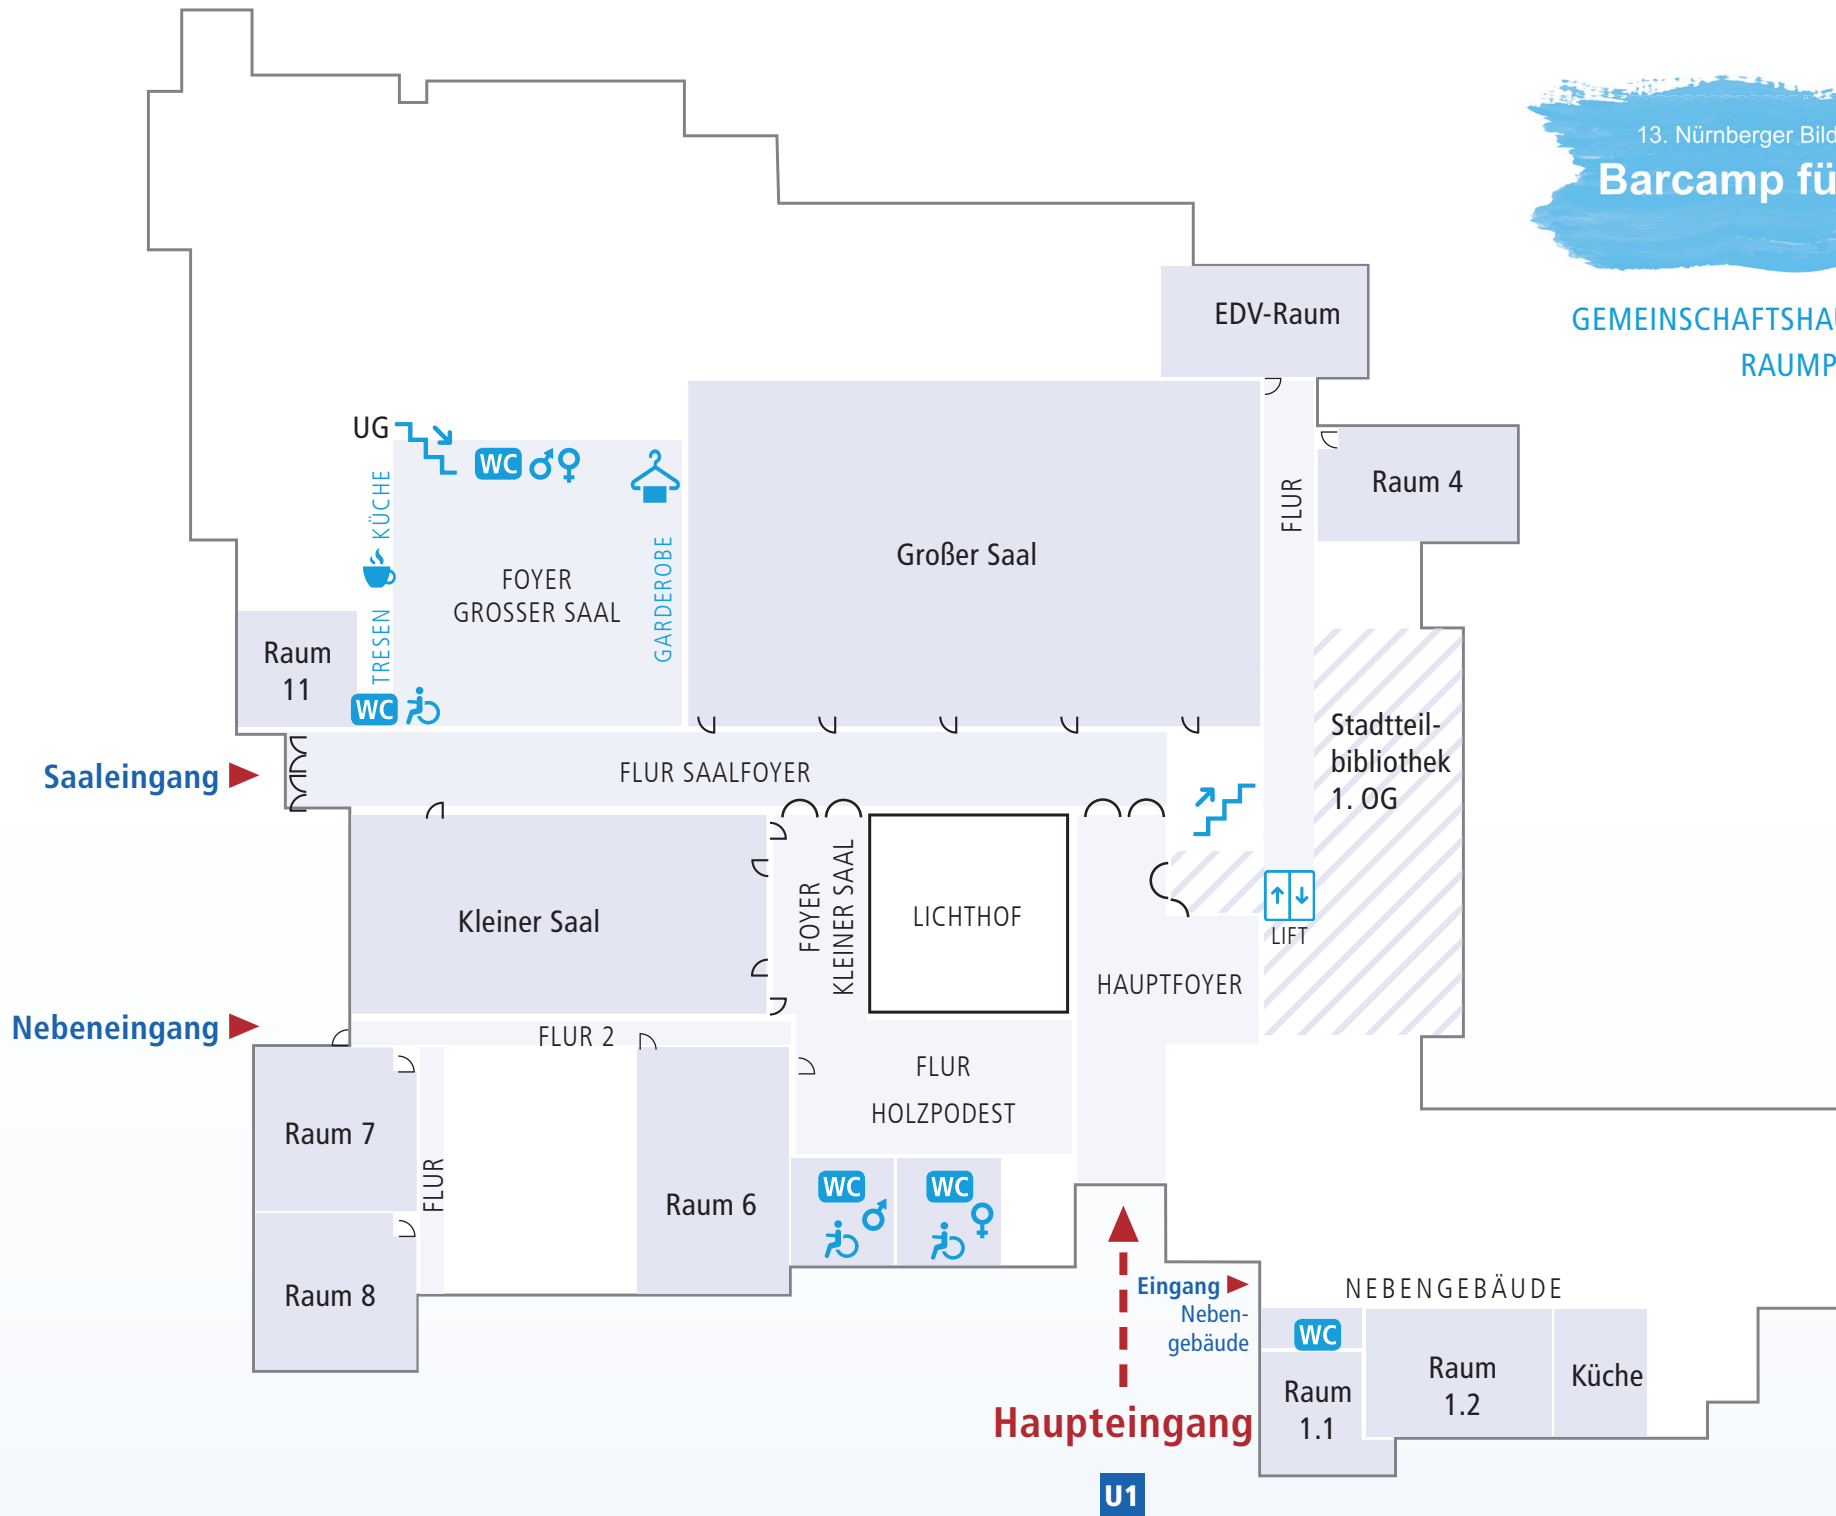 13. Nürnberger Bild
Barcamp fü
GEMEINSCHAFTSHAU
RAUMP
EDV-Raum
UG
WC
KÜCHE
TRESEN
FOYER
GROSSER SAAL
GARDEROBE
Großer Saal
FLUR
Raum 4
Raum
11
WC
Stadtteil-
bibliothek
1. OG
Saaleingang
FLUR SAALFOYER
Kleiner Saal
FOYER
KLEINER SAAL
LICHTHOF
LIFT
HAUPTFOYER
Nebeneingang
FLUR 2
FLUR
HOLZPODEST
Raum 7
FLUR
Raum 6
WC
WC
Raum 8
Eingang
Neben-
gebäude
NEBENGEBÄUDE
WC
Raum
1.1
Raum
1.2
Küche
Haupteingang
U1